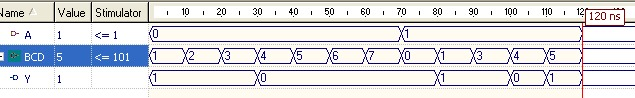 Name Value Stimulator 10 20 30 40 50 60 70 80 90 100 110 120
120 ns
A 1 <= 1 0 1
BCD 5 <= 101 1 2 3 4 5 6 7 0 1 3 4 5
Y 1 1 0 1 0 1